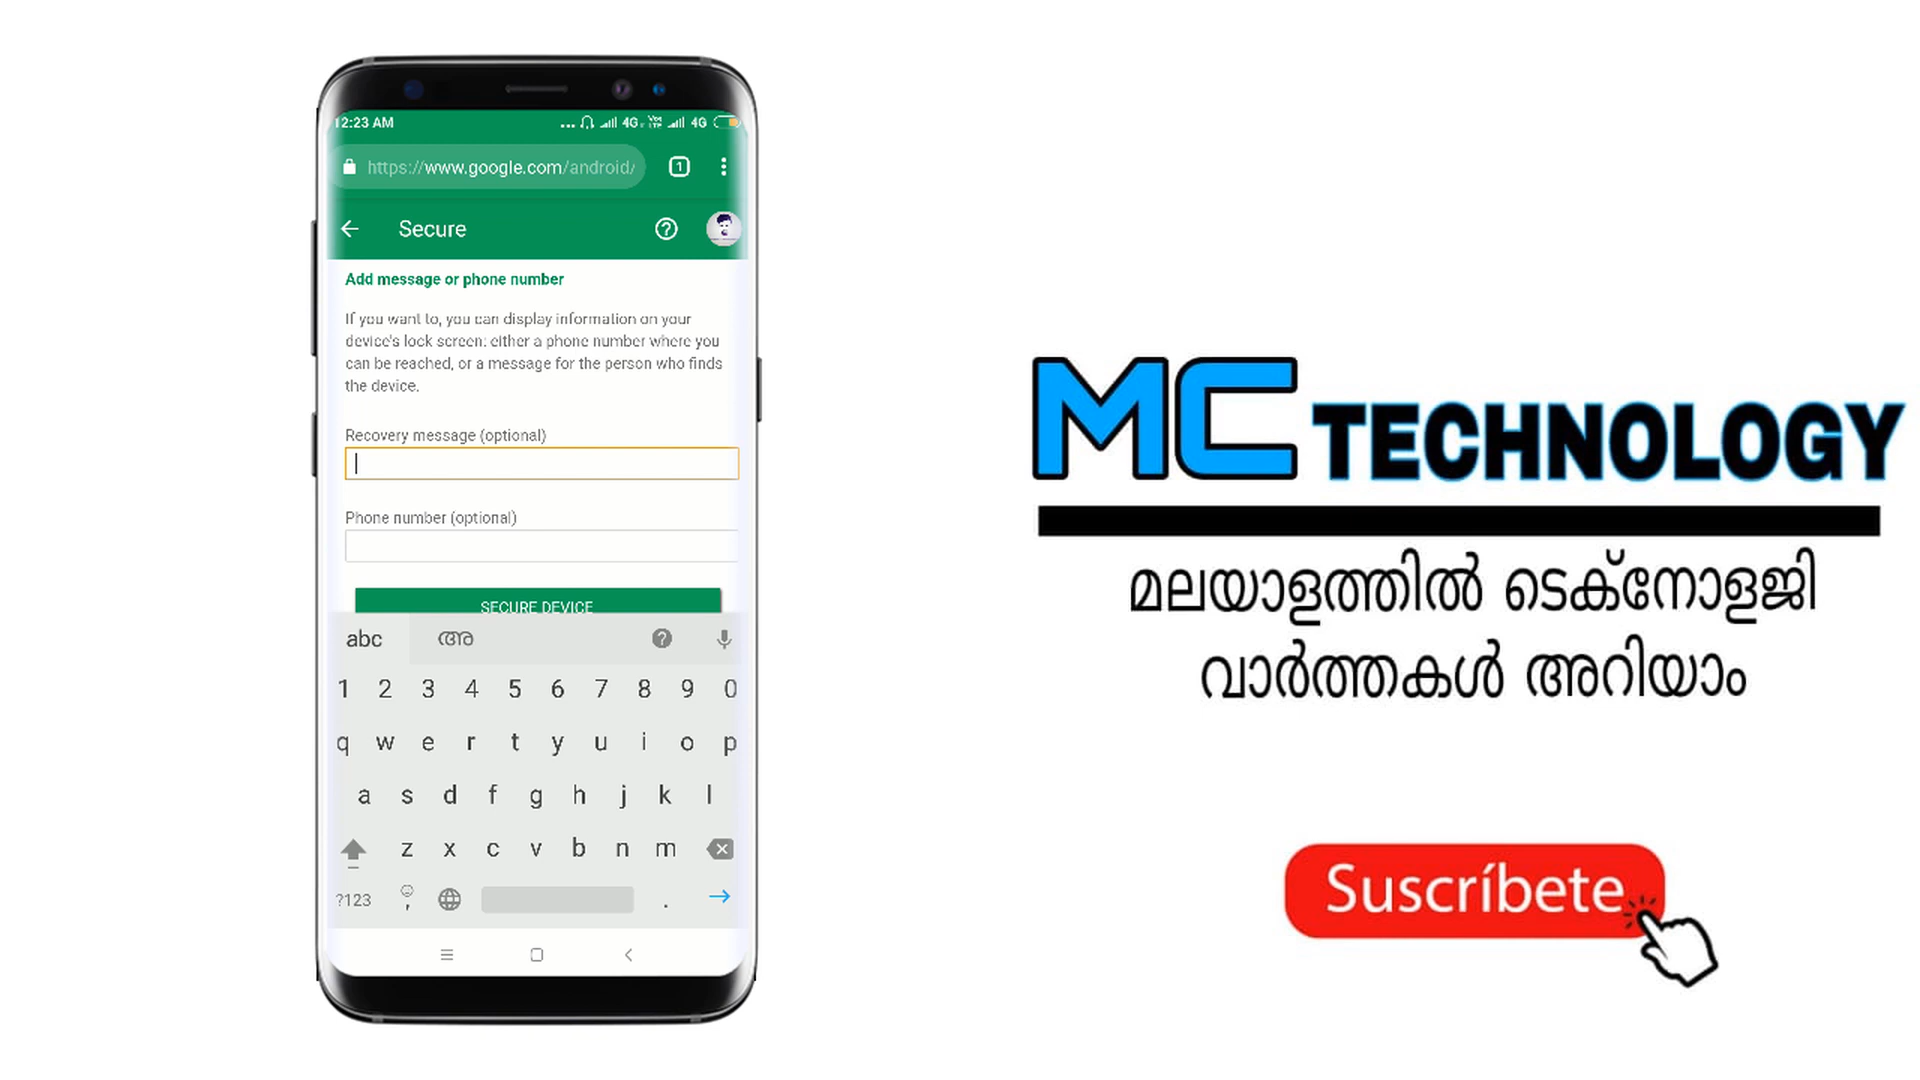 12:23 AM
... 4G Vo LTE 4G
https://www.google.com/android/
1
Secure
Add message or phone number
If you want to, you can display information on your
device's lock screen: either a phone number where you
can be reached, or a message for the person who finds
the device.
Recovery message (optional)
Phone number (optional)
SECURE DEVICE
abc അ
1 2 3 4 5 6 7 8 9 0
q w e r t y u i o p
a s d f g h j k l
z x c v b n m
?123 , .
MC TECHNOLOGY
മലയാളത്തിൽ ടെക്നോളജി
വാർത്തകൾ അറിയാം
Suscríbete